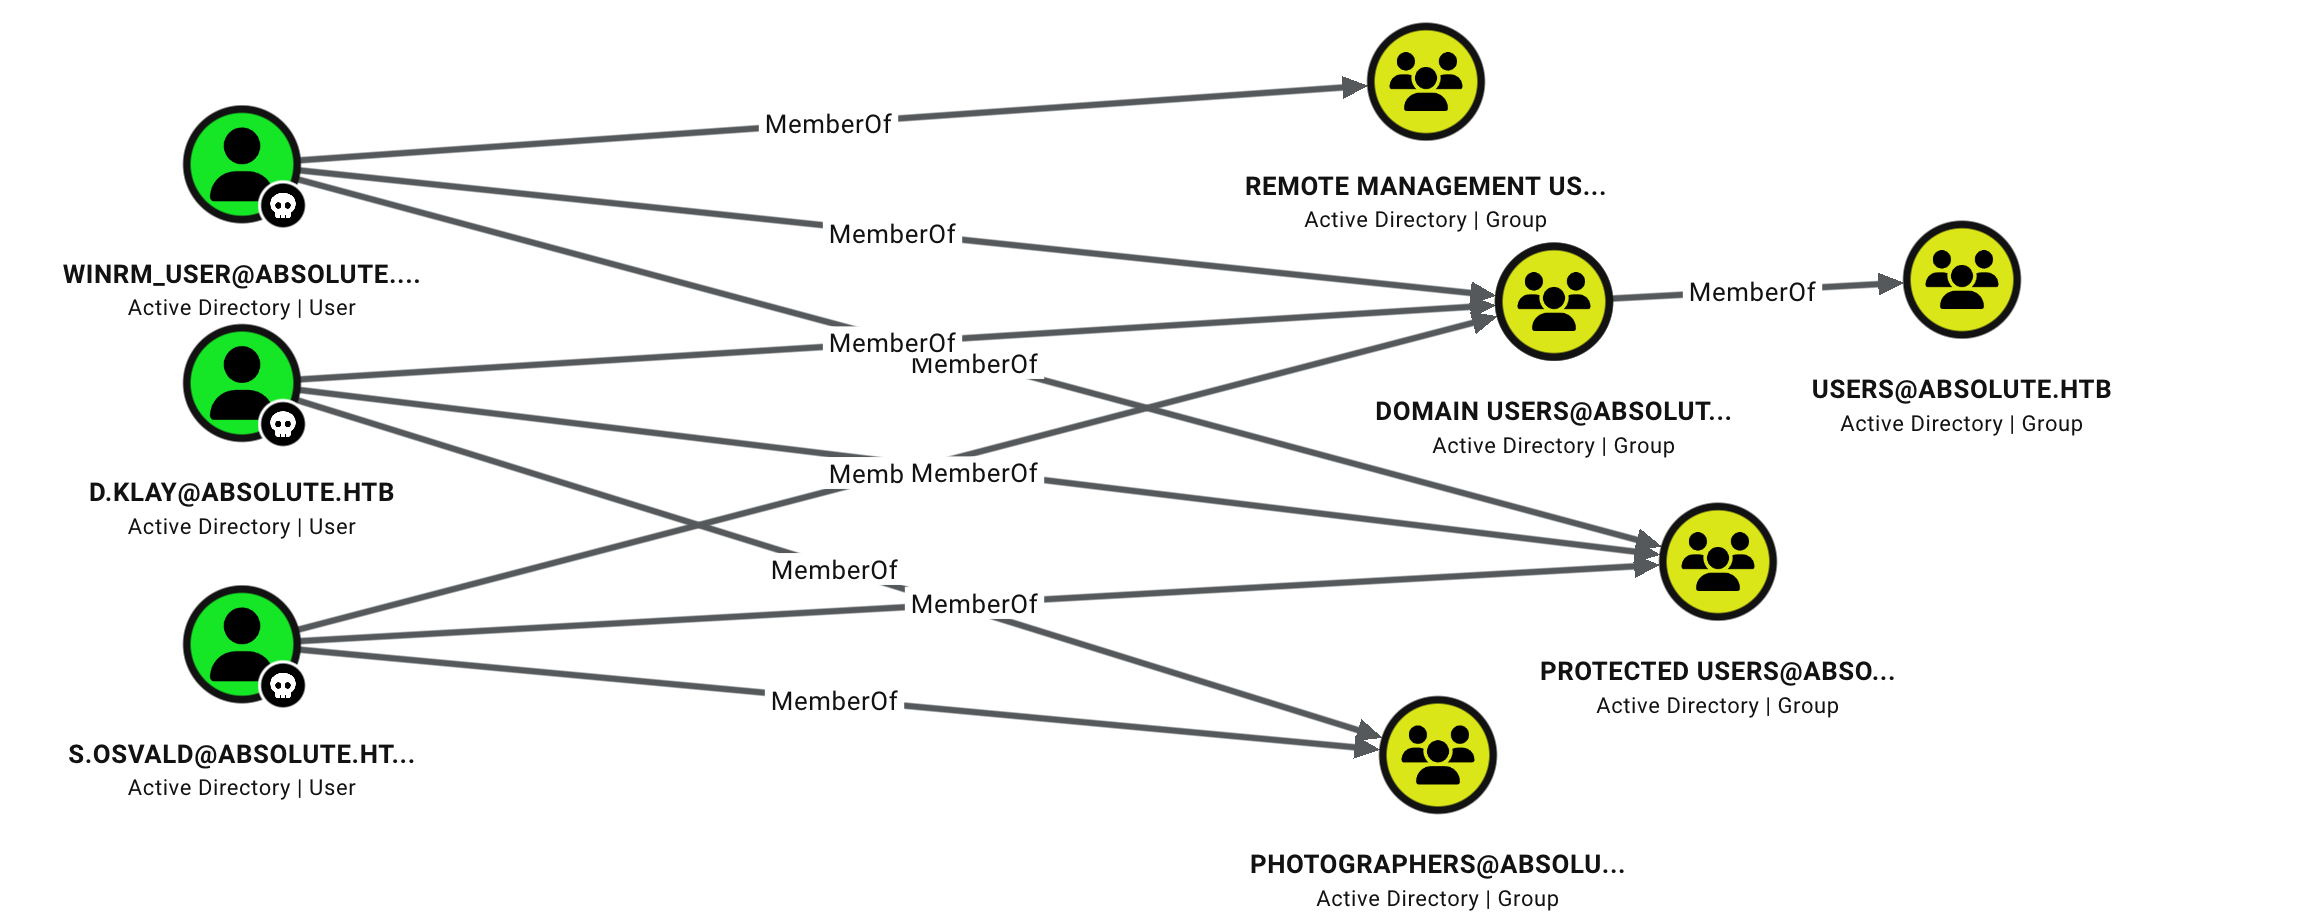 MemberOf
REMOTE MANAGEMENT US...
Active Directory | Group
MemberOf
WINRM_USER@ABSOLUTE....
Active Directory | User
MemberOf
MemberOf
MemberOf
DOMAIN USERS@ABSOLUT...
Active Directory | Group
USERS@ABSOLUTE.HTB
Active Directory | Group
D.KLAY@ABSOLUTE.HTB
Active Directory | User
Memb
MemberOf
MemberOf
MemberOf
PROTECTED USERS@ABSO...
Active Directory | Group
MemberOf
S.OSVALD@ABSOLUTE.HT...
Active Directory | User
PHOTOGRAPHERS@ABSOLU...
Active Directory | Group